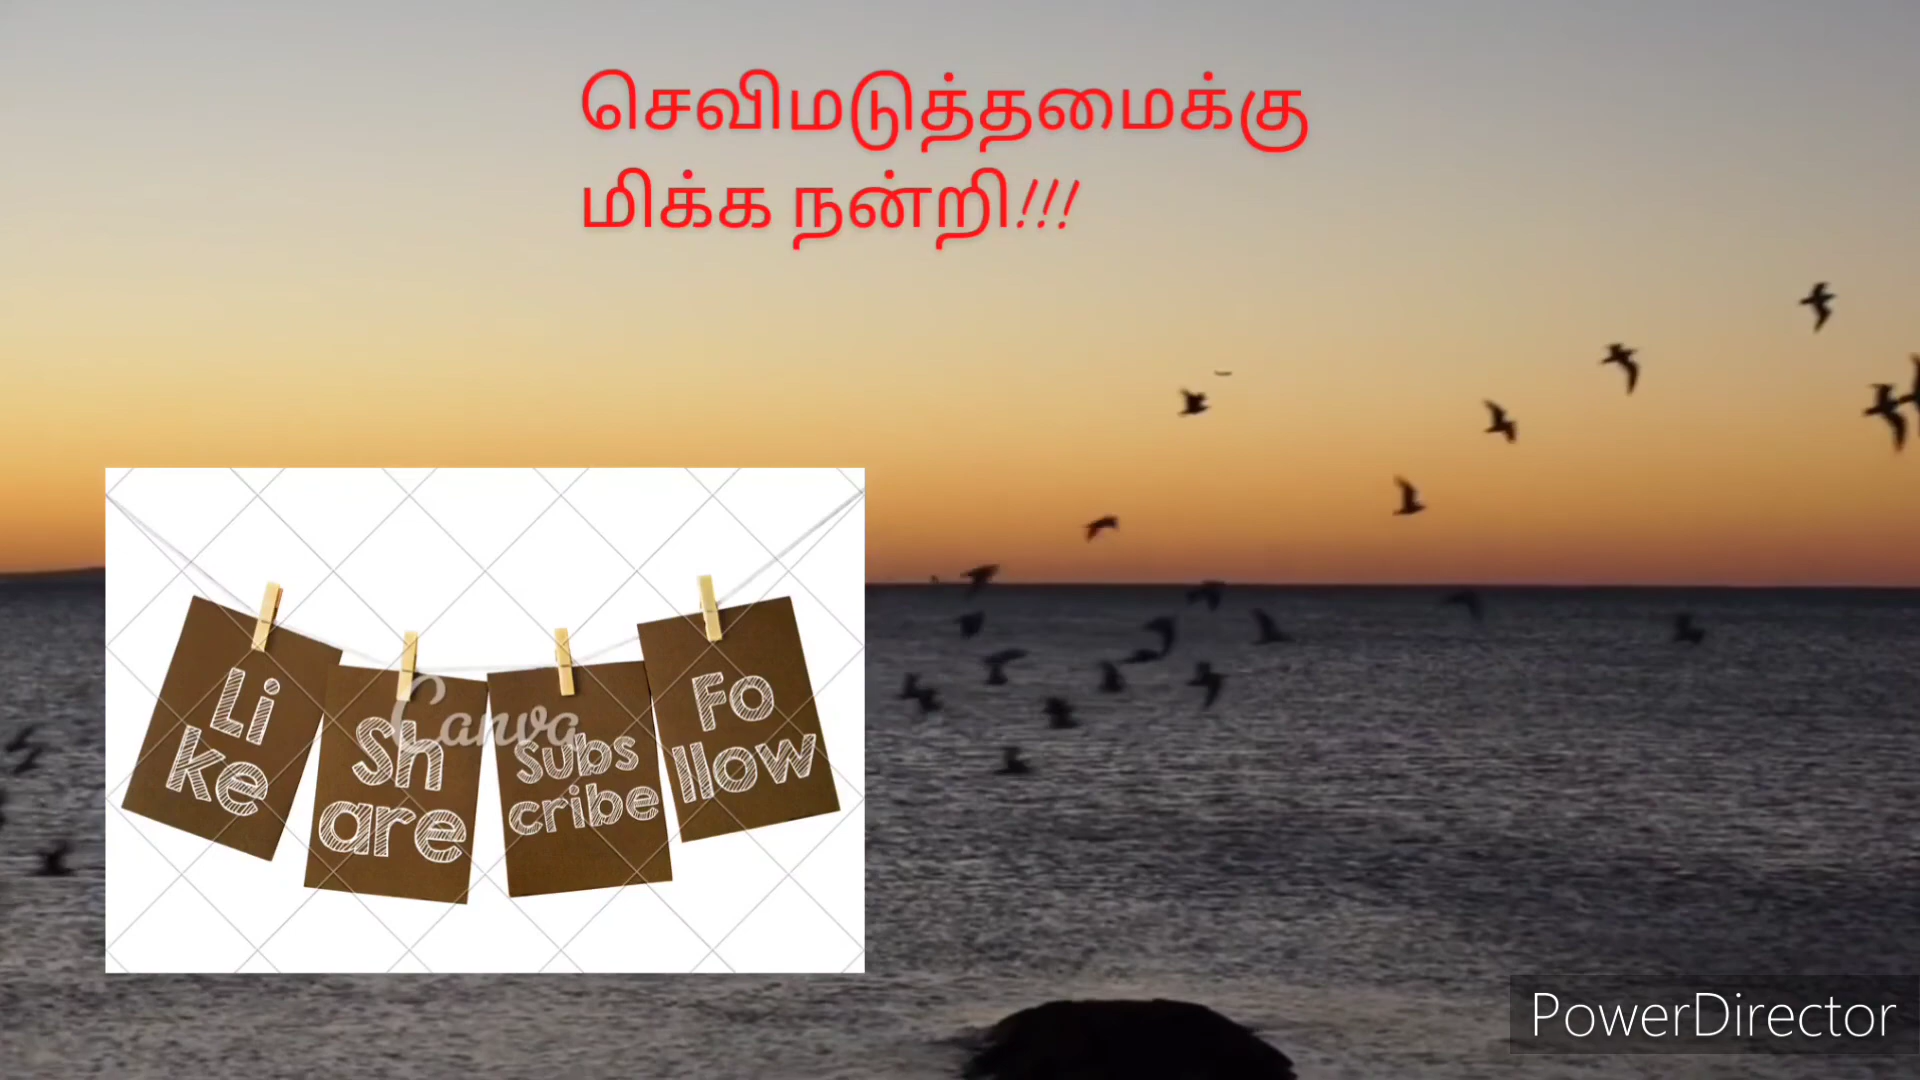 செவிமடுத்தமைக்கு
மிக்க நன்றி!!!
Li
ke
Sh
are
Subs
cribe
Fo
llow
Canva
PowerDirector